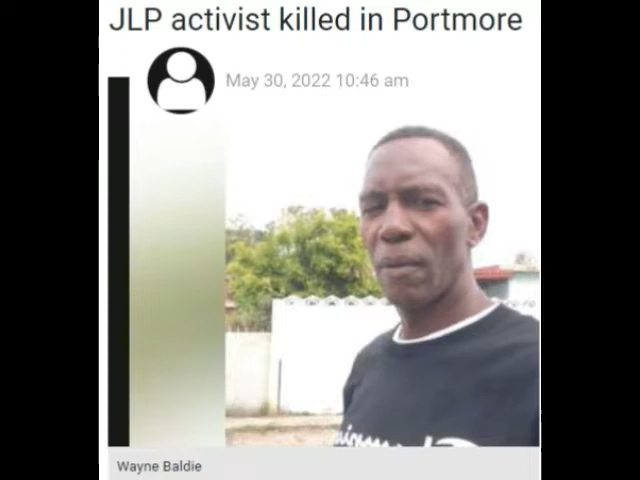 JLP activist killed in Portmore
May 30, 2022 10:46 am
Wayne Baldie